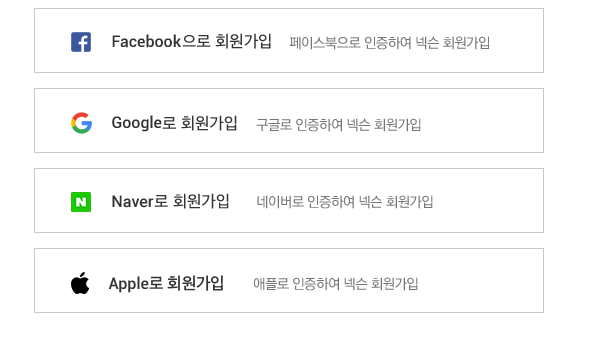 Facebook으로 회원가입 페이스북으로 인증하여 넥슨 회원가입
Google로 회원가입 구글로 인증하여 넥슨 회원가입
Naver로 회원가입 네이버로 인증하여 넥슨 회원가입
Apple로 회원가입 애플로 인증하여 넥슨 회원가입